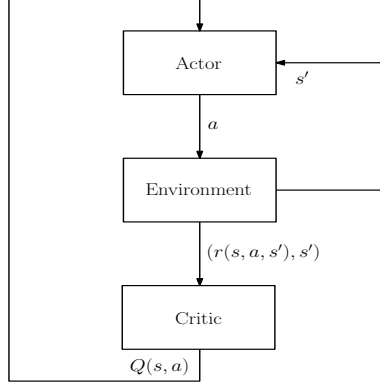 Actor
s′
a
Environment
(r(s, a, s′), s′)
Critic
Q(s, a)